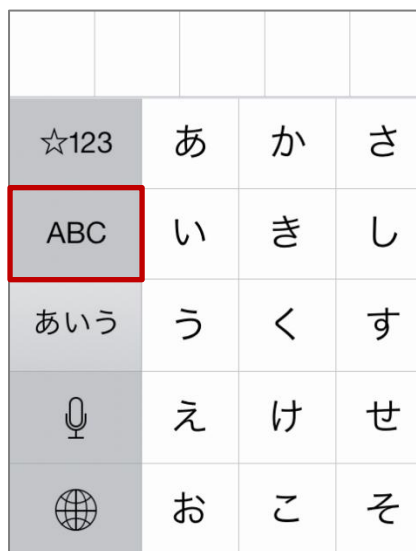 ☆123 あ か さ
ABC い き し
あいう う く す
え け せ
お こ そ